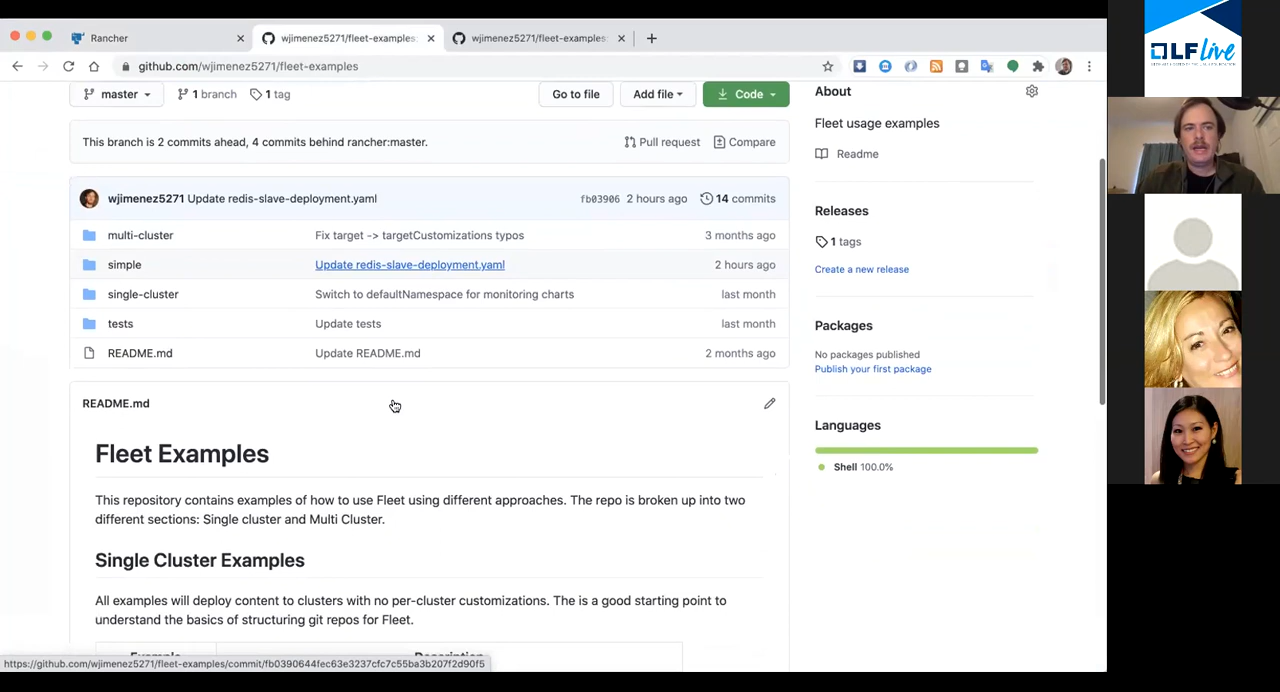 Rancher
wjimenez5271/fleet-examples:
wjimenez5271/fleet-examples:
github.com/wjimenez5271/fleet-examples
master
1 branch
1 tag
Go to file
Add file
Code
This branch is 2 commits ahead, 4 commits behind rancher:master.
Pull request
Compare
wjimenez5271 Update redis-slave-deployment.yaml
fb03906 2 hours ago
14 commits
multi-cluster Fix target -> targetCustomizations typos 3 months ago
simple Update redis-slave-deployment.yaml 2 hours ago
single-cluster Switch to defaultNamespace for monitoring charts last month
tests Update tests last month
README.md Update README.md 2 months ago
README.md
Fleet Examples
This repository contains examples of how to use Fleet using different approaches. The repo is broken up into two
different sections: Single cluster and Multi Cluster.
Single Cluster Examples
All examples will deploy content to clusters with no per-cluster customizations. The is a good starting point to
understand the basics of structuring git repos for Fleet.
Example Description
https://github.com/wjimenez5271/fleet-examples/commit/fb0390644fec63e3237cfc7c55ba3b207f2d90f5
About
Fleet usage examples
Readme
Releases
1 tags
Create a new release
Packages
No packages published
Publish your first package
Languages
Shell 100.0%
LF Live